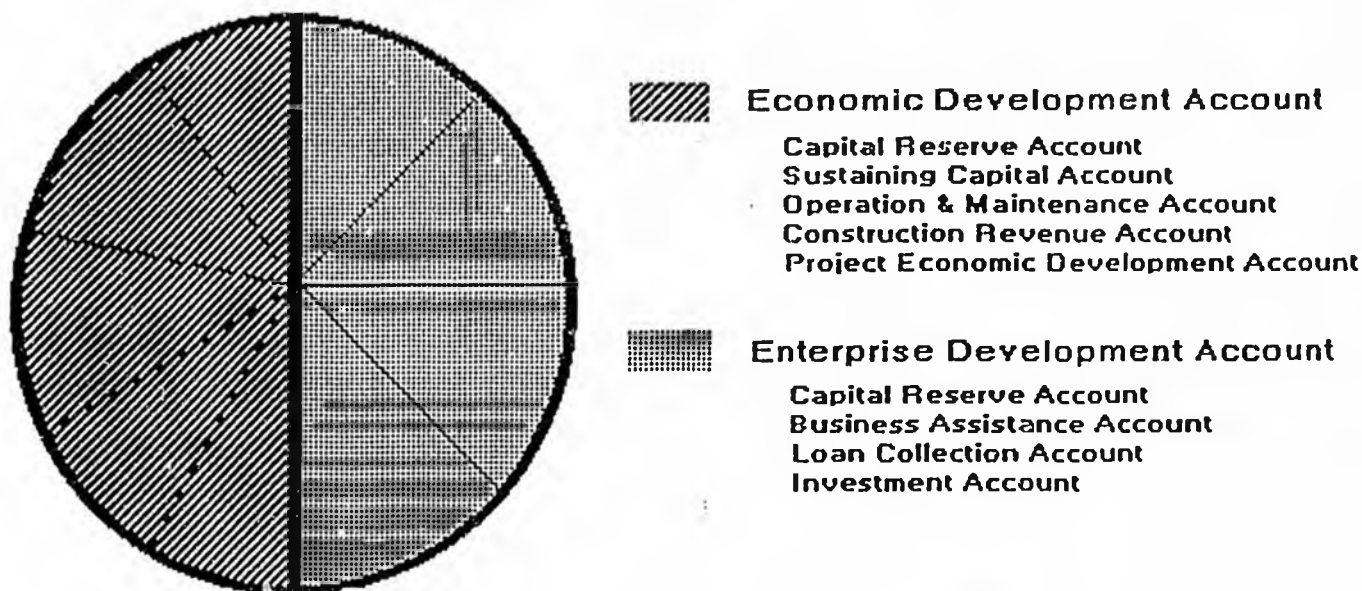 Economic Development Account
Capital Reserve Account
Sustaining Capital Account
Operation & Maintenance Account
Construction Revenue Account
Project Economic Development Account
Enterprise Development Account
Capital Reserve Account
Business Assistance Account
Loan Collection Account
Investment Account